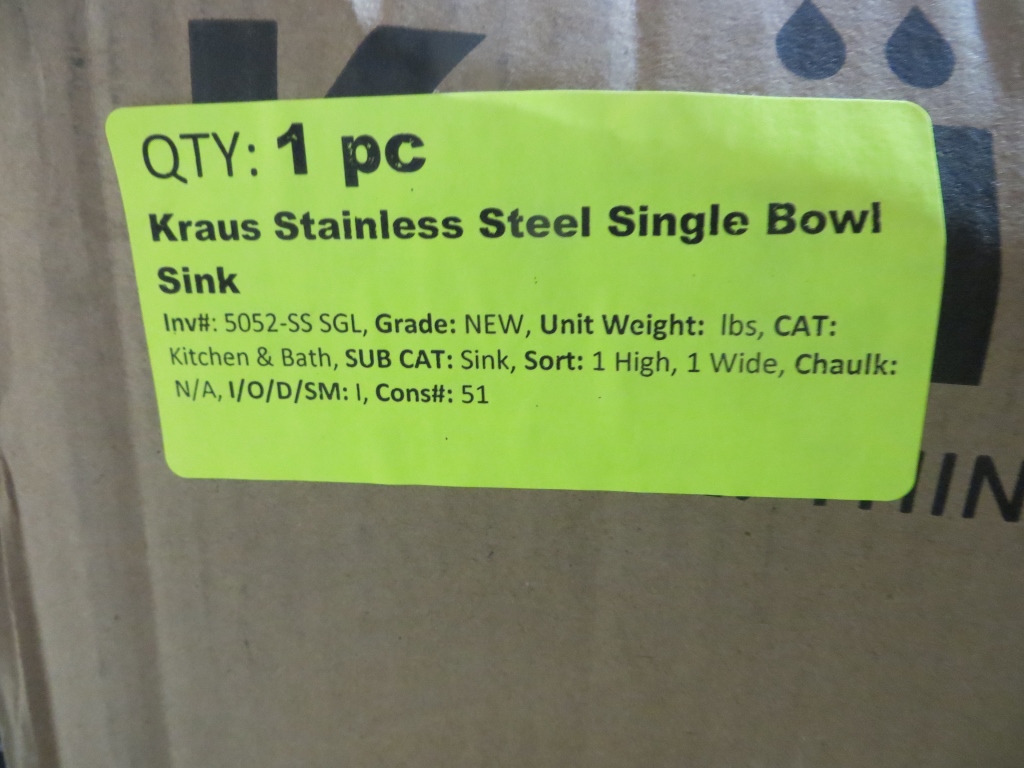 QTY: 1 pc
Kraus Stainless Steel Single Bowl
Sink
Inv#: 5052-SS SGL, Grade: NEW, Unit Weight:  lbs, CAT:
Kitchen & Bath, SUB CAT: Sink, Sort: 1 High, 1 Wide, Chaulk:
N/A, I/O/D/SM: I, Cons#: 51